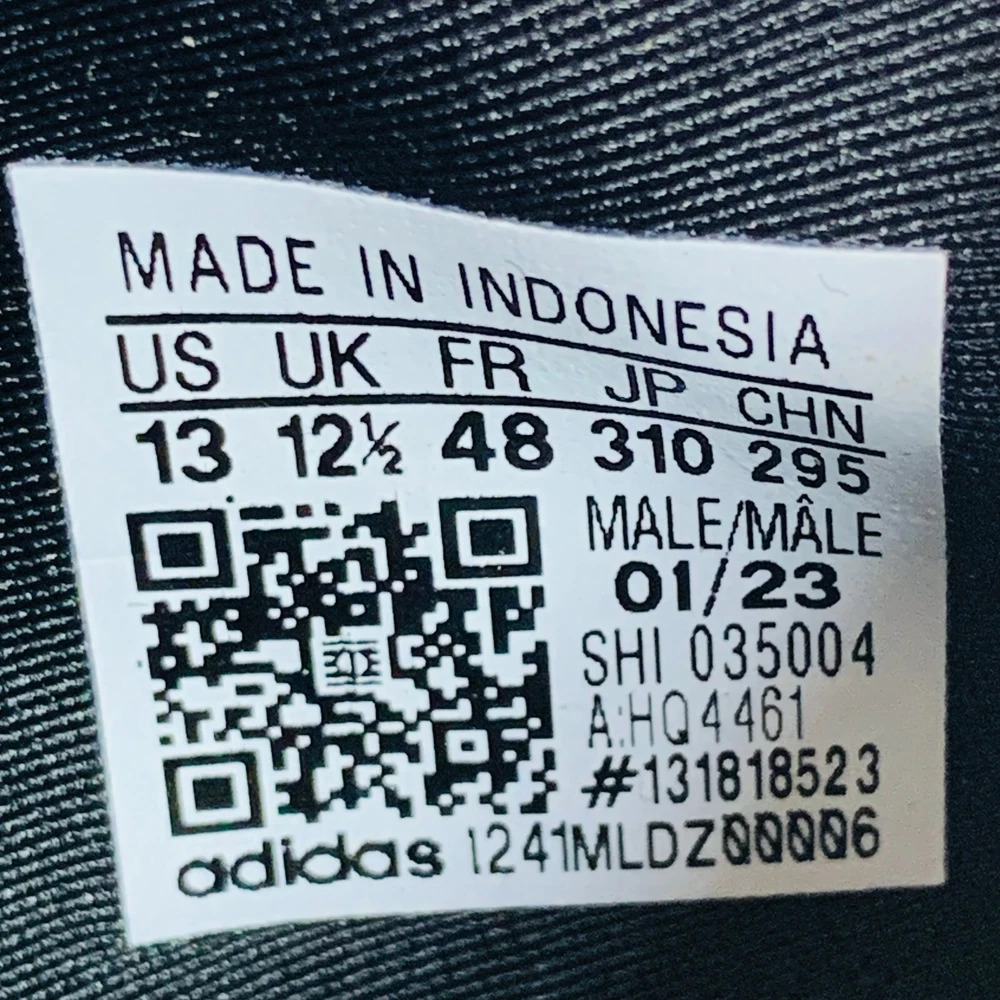 MADE IN INDONESIA
US UK FR JP CHN
13 12½ 48 310 295
MALE/MÂLE
01/23
SHI 035004
A:HQ4461
#131818523
adidas 1241MLDZ00006